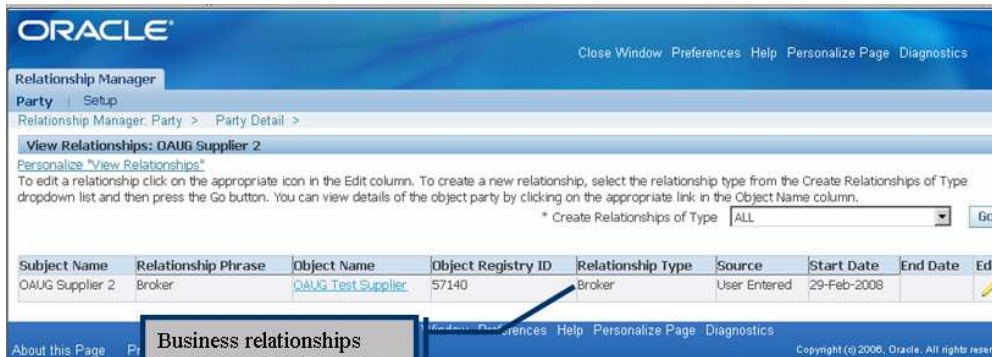 ORACLE
Close Window Preferences Help Personalize Page Diagnostics
Relationship Manager
Party | Setup
Relationship Manager: Party > Party Detail >
View Relationships: OAUG Supplier 2
Personalize "View Relationships"
To edit a relationship click on the appropriate icon in the Edit column. To create a new relationship, select the relationship type from the Create Relationships of Type
dropdown list and then press the Go button. You can view details of the object party by clicking on the appropriate link in the Object Name column.
* Create Relationships of Type ALL Go
Subject Name Relationship Phrase Object Name Object Registry ID Relationship Type Source Start Date End Date Ed
OAUG Supplier 2 Broker OAUG Test Supplier 57140 Broker User Entered 29-Feb-2008
Window Preferences Help Personalize Page Diagnostics
Business relationships
About this Page Pr
Copyright (c) 2006, Oracle. All rights reser